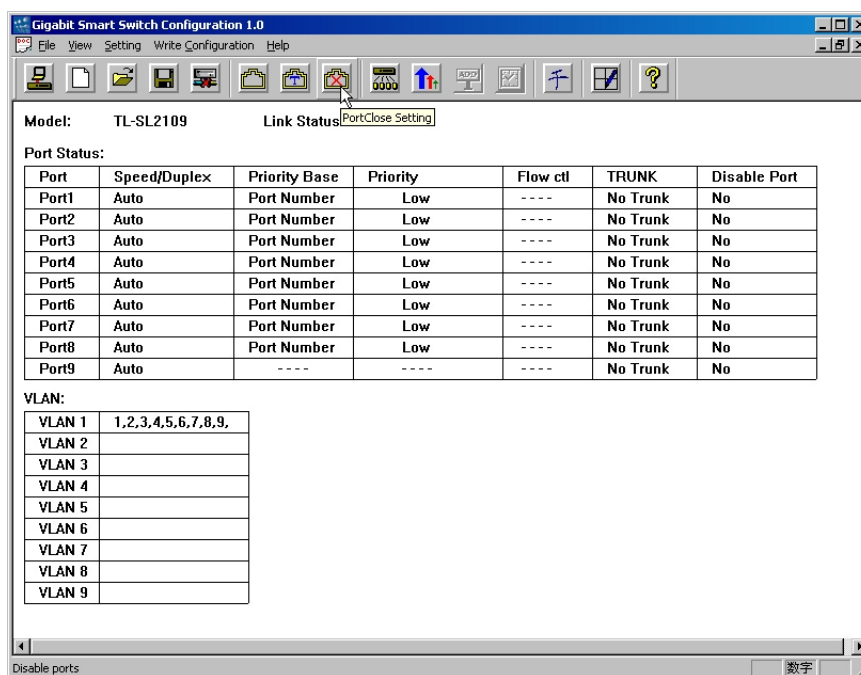 Gigabit Smart Switch Configuration 1.0
File View Setting Write Configuration Help
Model: TL-SL2109 Link Status
PortClose Setting
Port Status:
Port Speed/Duplex Priority Base Priority Flow ctl TRUNK Disable Port
Port1 Auto Port Number Low ---- No Trunk No
Port2 Auto Port Number Low ---- No Trunk No
Port3 Auto Port Number Low ---- No Trunk No
Port4 Auto Port Number Low ---- No Trunk No
Port5 Auto Port Number Low ---- No Trunk No
Port6 Auto Port Number Low ---- No Trunk No
Port7 Auto Port Number Low ---- No Trunk No
Port8 Auto Port Number Low ---- No Trunk No
Port9 Auto ---- ---- ---- No Trunk No
VLAN:
VLAN 1 1,2,3,4,5,6,7,8,9,
VLAN 2
VLAN 3
VLAN 4
VLAN 5
VLAN 6
VLAN 7
VLAN 8
VLAN 9
Disable ports 数字